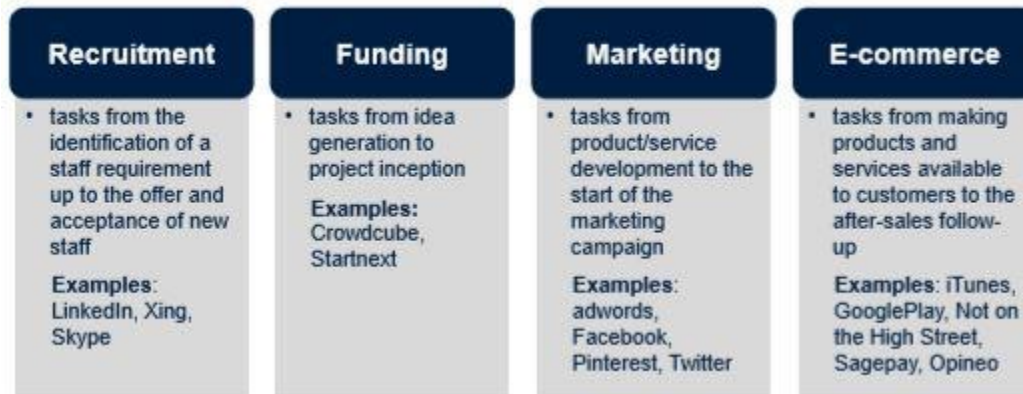 Recruitment
• tasks from the
identification of a
staff requirement
up to the offer and
acceptance of new
staff
Examples:
LinkedIn, Xing,
Skype
Funding
• tasks from idea
generation to
project inception
Examples:
Crowdcube,
Startnext
Marketing
• tasks from
product/service
development to the
start of the
marketing
campaign
Examples:
adwords,
Facebook,
Pinterest, Twitter
E-commerce
• tasks from making
products and
services available
to customers to the
after-sales follow-
up
Examples: iTunes,
GooglePlay, Not on
the High Street,
Sagepay, Opineo